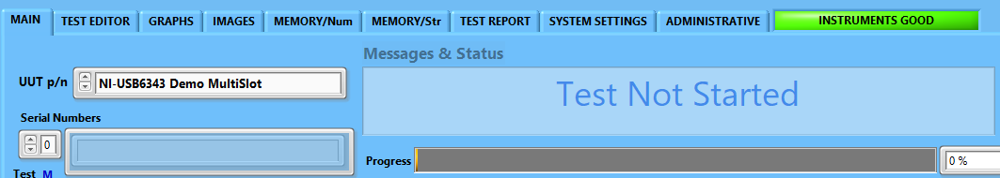 MAIN TEST EDITOR GRAPHS IMAGES MEMORY/Num MEMORY/Str TEST REPORT SYSTEM SETTINGS ADMINISTRATIVE INSTRUMENTS GOOD
Messages & Status
UUT p/n NI-USB6343 Demo MultiSlot
Test Not Started
Serial Numbers
0
Progress 0 %
Test M